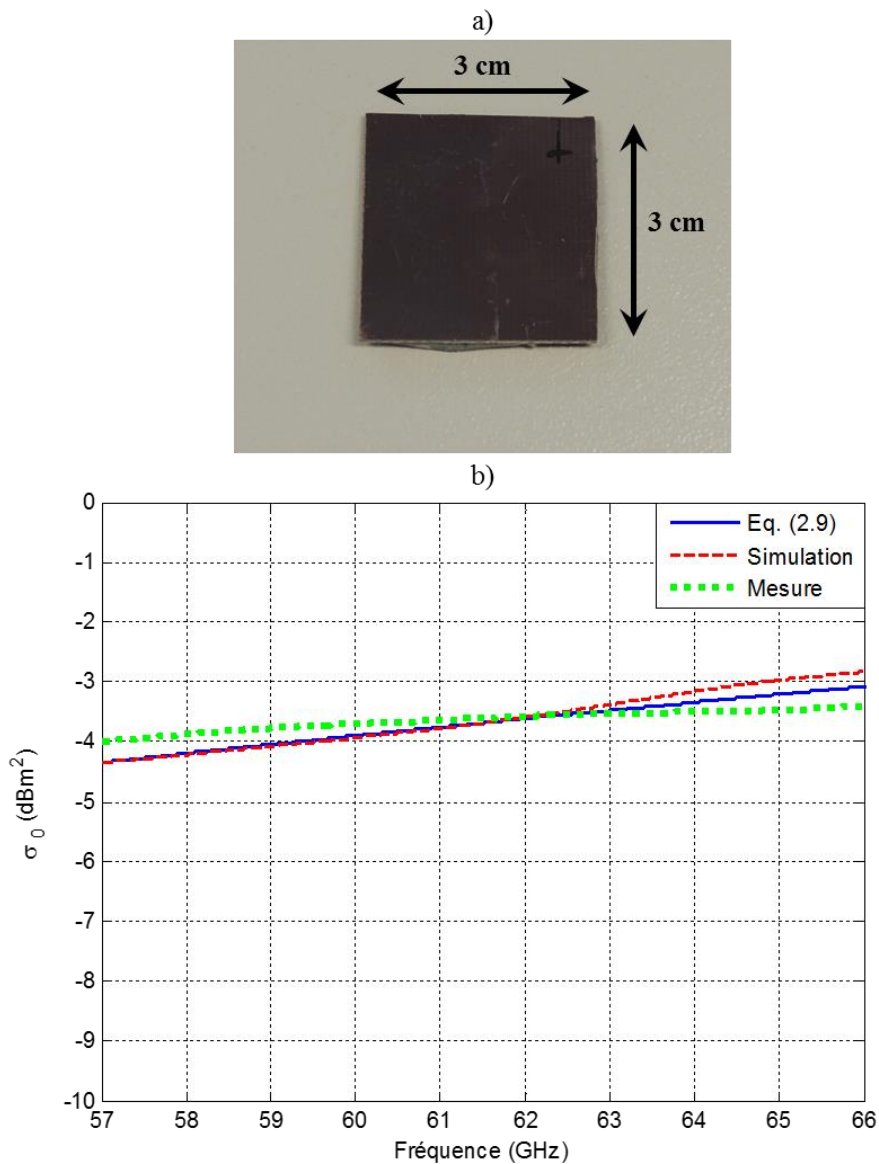 a)
3 cm
3 cm
b)
Eq. (2.9)
Simulation
Mesure
0
-1
-2
-3
-4
-5
-6
-7
-8
-9
-10
σ0 (dBm²)
57 58 59 60 61 62 63 64 65 66
Fréquence (GHz)